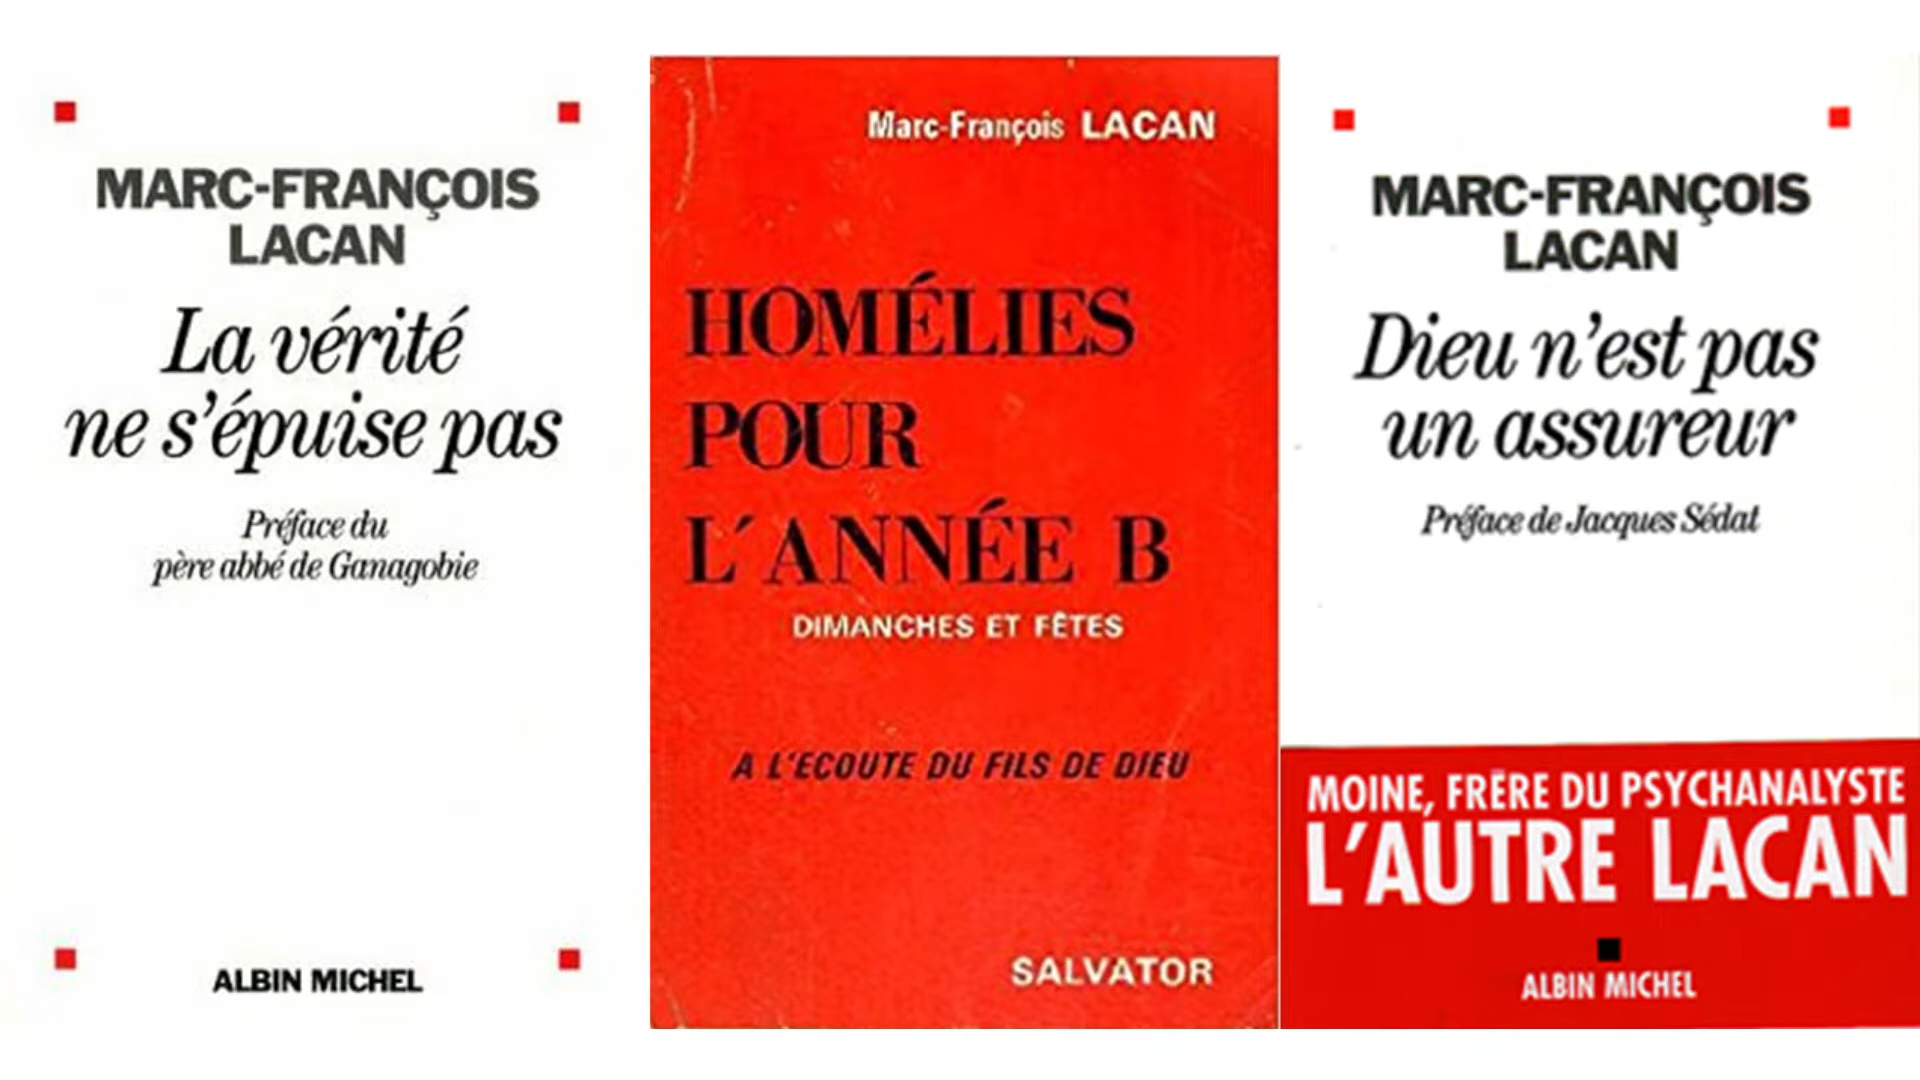 MARC-FRANÇOIS
LACAN
La vérité
ne s'épuise pas
Préface du
père abbé de Ganagobie
ALBIN MICHEL
Marc-François LACAN
HOMÉLIES
POUR
L'ANNÉE B
DIMANCHES ET FÊTES
A L'ECOUTE DU FILS DE DIEU
SALVATOR
MARC-FRANÇOIS
LACAN
Dieu n'est pas
un assureur
Préface de Jacques Sédat
MOINE, FRÈRE DU PSYCHANALYSTE
L'AUTRE LACAN
ALBIN MICHEL